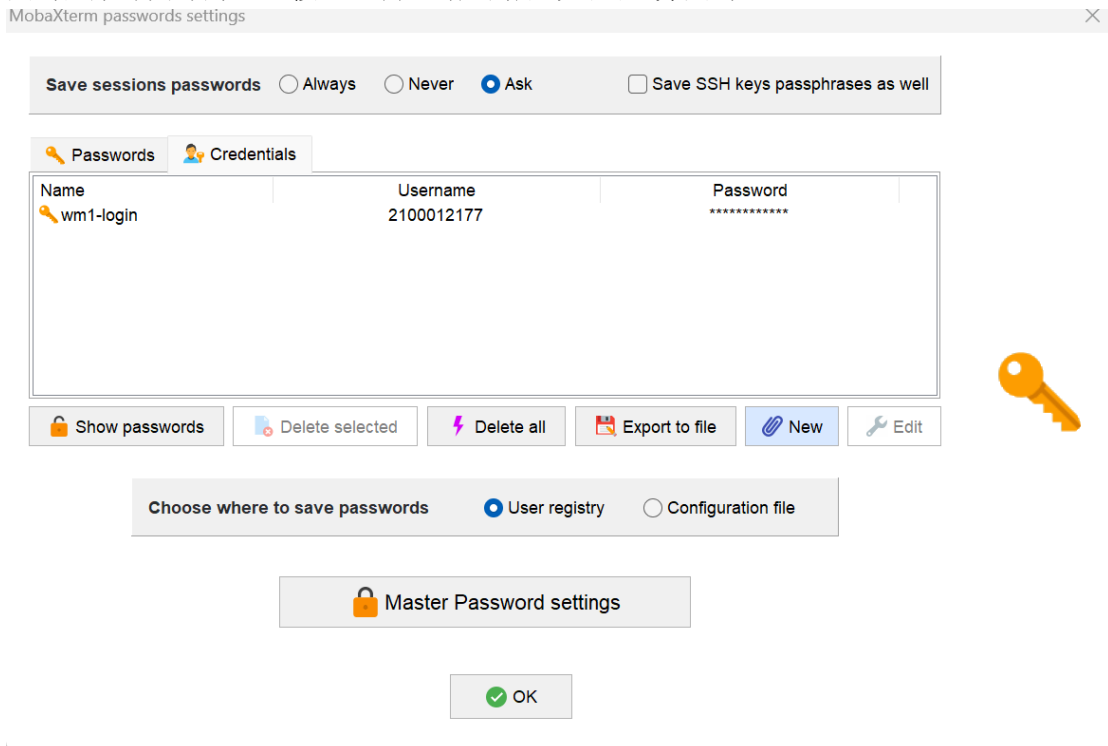 MobaXterm passwords settings
Save sessions passwords Always Never Ask Save SSH keys passphrases as well
Passwords Credentials
Name Username Password
wm1-login 2100012177 ************
Show passwords Delete selected Delete all Export to file New Edit
Choose where to save passwords User registry Configuration file
Master Password settings
OK